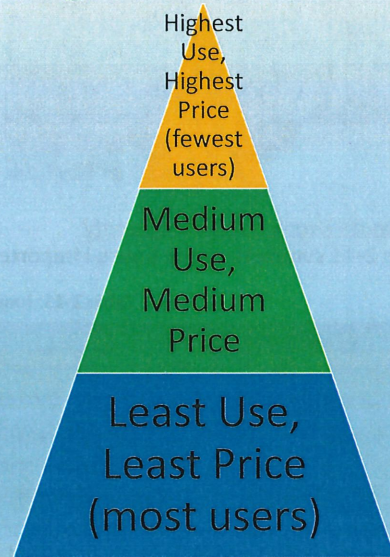 Highest
Use,
Highest
Price
(fewest
users)
Medium
Use,
Medium
Price
Least Use,
Least Price
(most users)